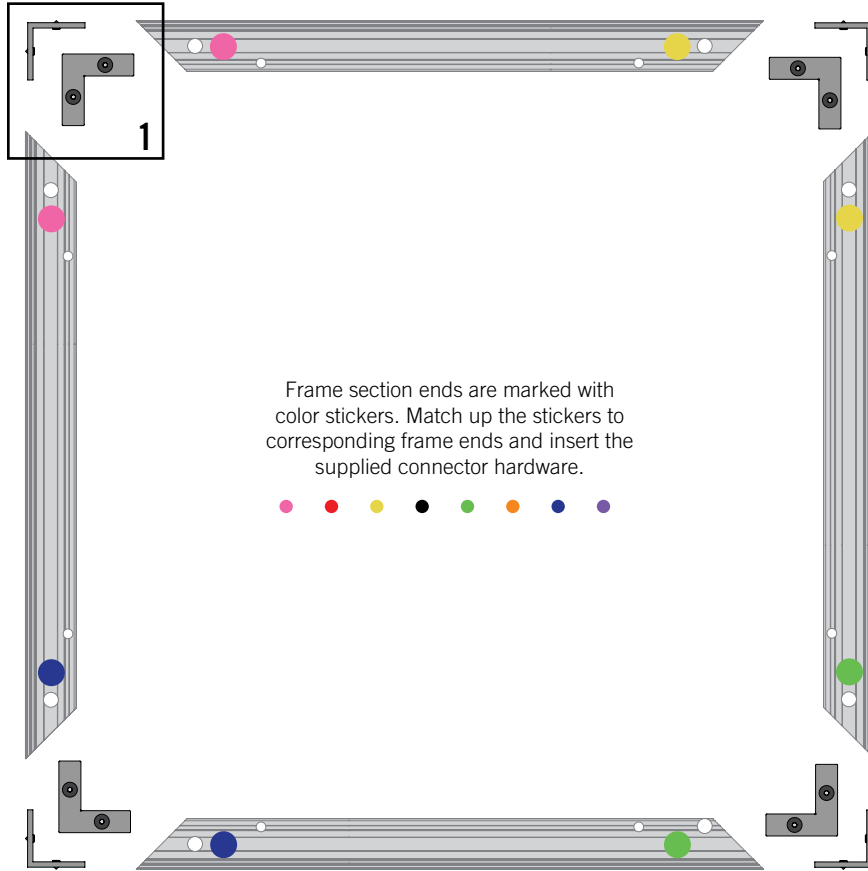 1
Frame section ends are marked with
color stickers. Match up the stickers to
corresponding frame ends and insert the
supplied connector hardware.